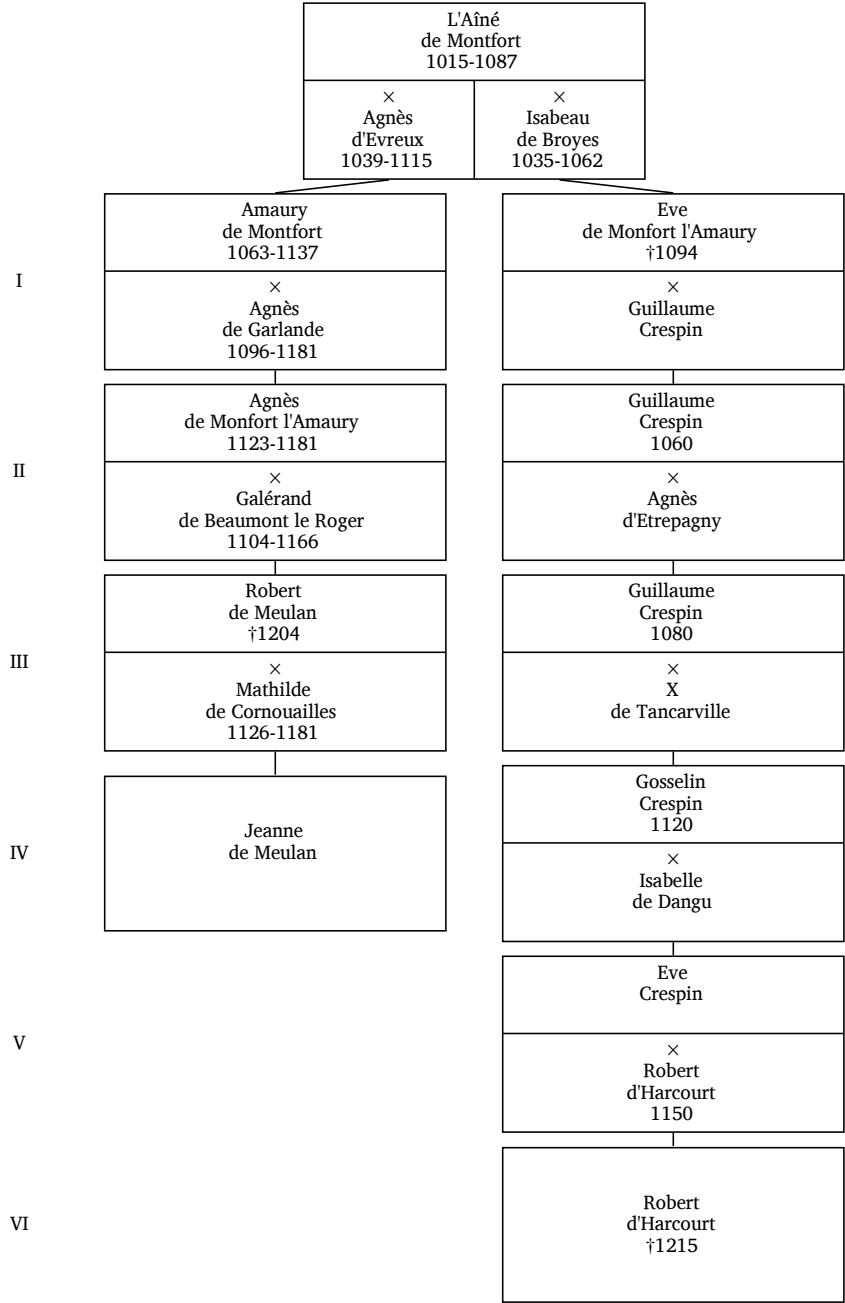 L'Aîné
de Montfort
1015-1087
×
Agnès
d'Evreux
1039-1115
×
Isabeau
de Broyes
1035-1062
I
Amaury
de Montfort
1063-1137
×
Agnès
de Garlande
1096-1181
Eve
de Monfort l'Amaury
†1094
×
Guillaume
Crespin
II
Agnès
de Monfort l'Amaury
1123-1181
×
Galérand
de Beaumont le Roger
1104-1166
Guillaume
Crespin
1060
×
Agnès
d'Etrepagny
III
Robert
de Meulan
†1204
×
Mathilde
de Cornouailles
1126-1181
Guillaume
Crespin
1080
×
X
de Tancarville
IV
Jeanne
de Meulan
Gosselin
Crespin
1120
×
Isabelle
de Dangu
V
Eve
Crespin
×
Robert
d'Harcourt
1150
VI
Robert
d'Harcourt
†1215